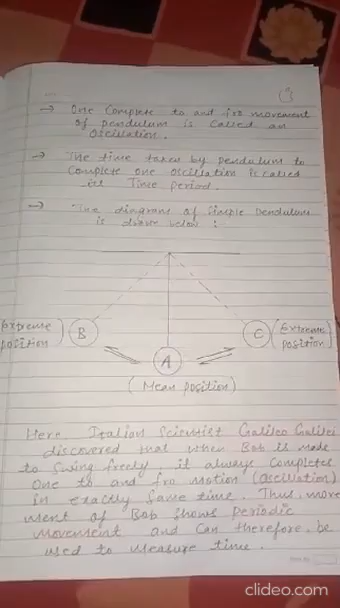 (3)
→ One Complete to and fro movement
of pendulum is called an
Oscillation.
→ The time taken by pendulum to
Complete one oscillation is called
its Time period.
→ The diagram of Simple Pendulum
is drawn below :
(Extreme position) B
C (Extreme position)
A
(Mean position)
Here, Italian Scientist Galileo Galilei
discovered that when Bob is made
to Swing freely it always Completes
One to and fro motion (oscillation)
in exactly Same time. Thus, move
ment of Bob shows periodic
movement and can therefore, be
used to measure time.
clideo.com